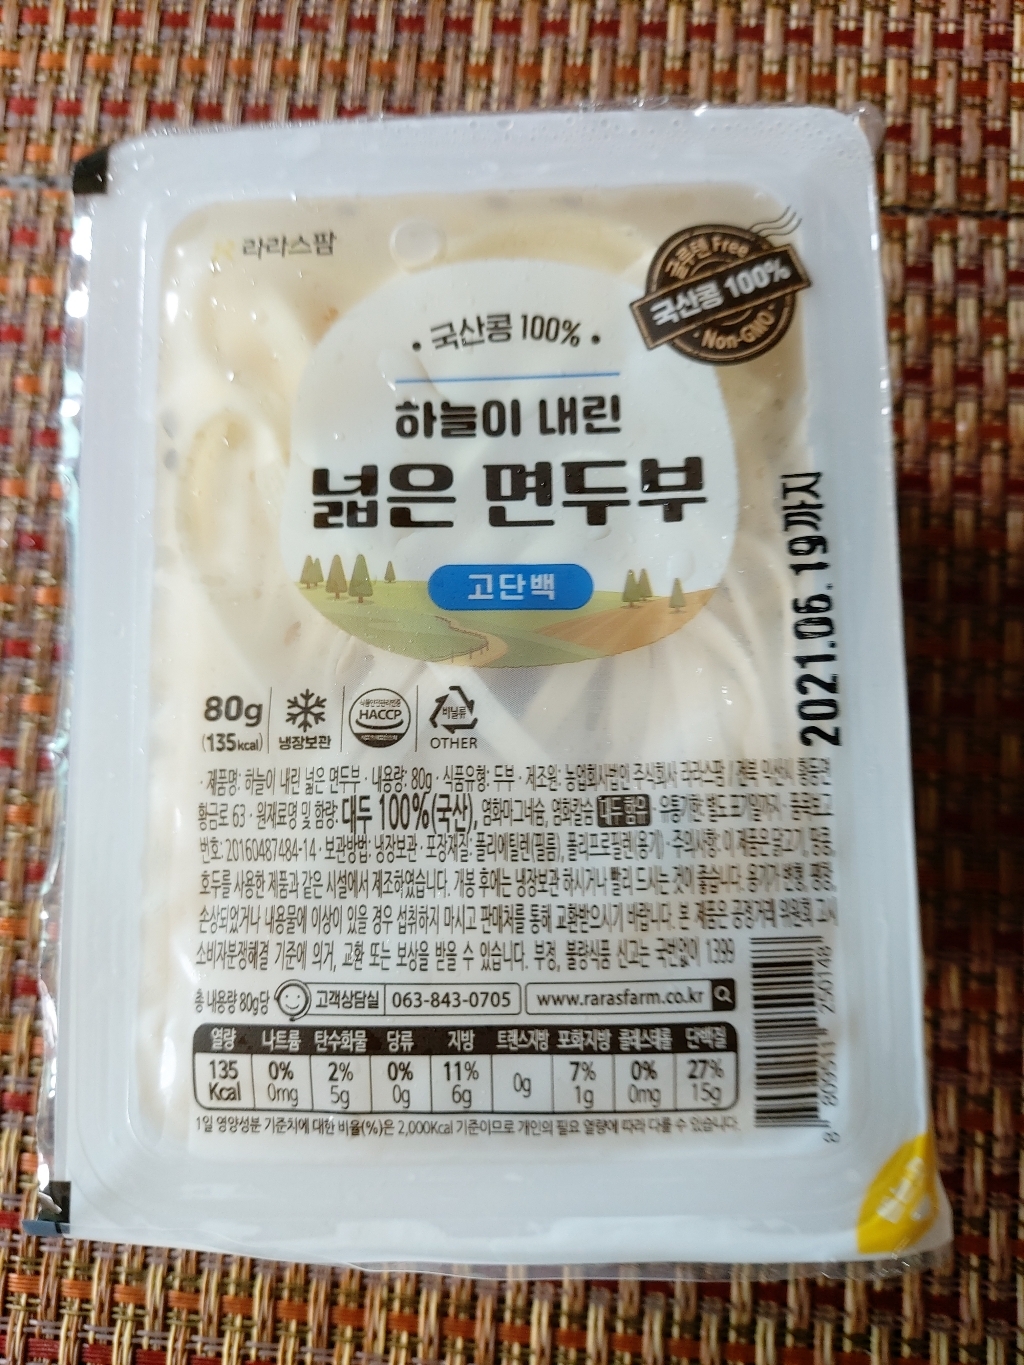 라라스팜
글루텐 Free
국산콩 100%
Non-GMO
• 국산콩 100% •
하늘이 내린
넓은 면두부
고단백
2021.06.19까지
80g
(135kcal)
냉장보관
HACCP
비닐류
OTHER
· 제품명: 하늘이 내린 넓은 면두부 · 내용량: 80g · 식품유형: 두부 · 제조원: 농업회사법인 주식회사 라라스팜 / 전북 익산시 황등면
황금로 63 · 원재료명 및 함량: 대두 100%(국산), 염화마그네슘, 염화칼슘 대두 함유 · 유통기한: 별도 표기일까지 · 품목보고
번호: 20160487484-14 · 보관방법: 냉장보관 · 포장재질: 폴리에틸렌(필름), 폴리프로필렌(용기) · 주의사항: 이 제품은 닭고기, 땅콩,
호두를 사용한 제품과 같은 시설에서 제조하였습니다. 개봉 후에는 냉장보관 하시거나 빨리 드시는 것이 좋습니다. 용기가 변형, 팽창,
손상되었거나 내용물에 이상이 있을 경우 섭취하지 마시고 판매처를 통해 교환받으시기 바랍니다. 본 제품은 공정거래 위원회 고시
소비자분쟁해결 기준에 의거, 교환 또는 보상을 받을 수 있습니다. 부정, 불량식품 신고는 국번없이 1399
총 내용량 80g당 고객상담실 063-843-0705 www.rarasfarm.co.kr
열량 나트륨 탄수화물 당류 지방 트랜스지방 포화지방 콜레스테롤 단백질
135 0% 2% 0% 11% 0g 7% 0% 27%
Kcal 0mg 5g 0g 6g 1g 0mg 15g
1일 영양성분 기준치에 대한 비율(%)은 2,000Kcal 기준이므로 개인의 필요 열량에 따라 다를 수 있습니다.